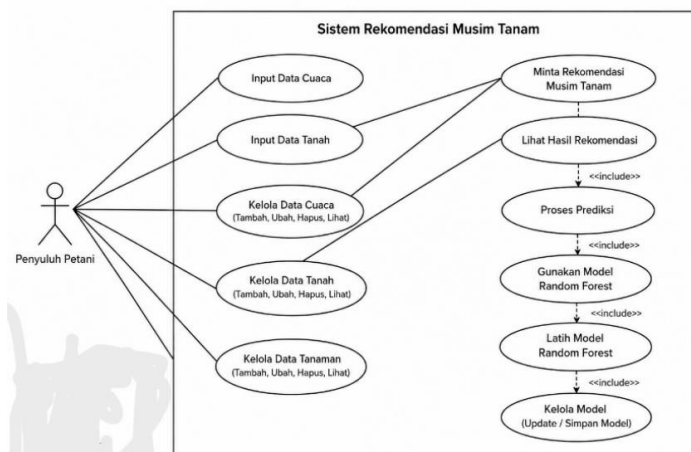 Sistem Rekomendasi Musim Tanam
Input Data Cuaca
Input Data Tanah
Kelola Data Cuaca
(Tambah, Ubah, Hapus, Lihat)
Kelola Data Tanah
(Tambah, Ubah, Hapus, Lihat)
Kelola Data Tanaman
(Tambah, Ubah, Hapus, Lihat)
Penyuluh Petani
Minta Rekomendasi
Musim Tanam
Lihat Hasil Rekomendasi
<<include>>
Proses Prediksi
<<include>>
Gunakan Model
Random Forest
<<include>>
Latih Model
Random Forest
<<include>>
Kelola Model
(Update / Simpan Model)